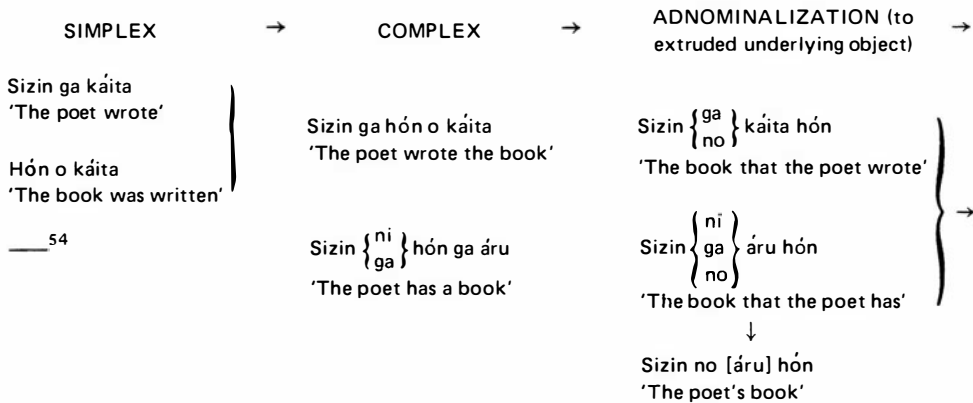 SIMPLEX → COMPLEX → ADNOMINALIZATION (to →
extruded underlying object)
Sizin ga káita
'The poet wrote'
Hón o káita
'The book was written'
___54
Sizin ga hón o káita
'The poet wrote the book'
Sizin { ni
ga } hón ga áru
'The poet has a book'
Sizin { ga
no } káita hón
'The book that the poet wrote'
Sizin { ni
ga
no } áru hón
'The book that the poet has'
→
↓
Sizin no [áru] hón
'The poet's book'